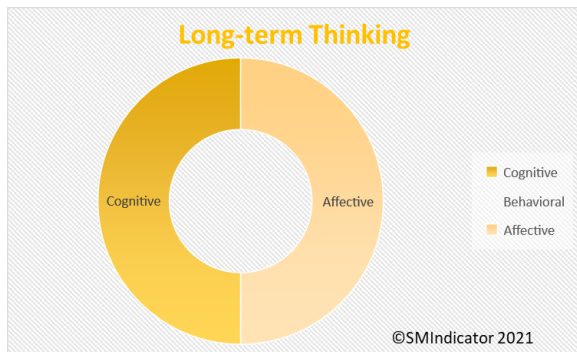 Long-term Thinking
Cognitive
Affective
Cognitive
Behavioral
Affective
©SMIndicator 2021